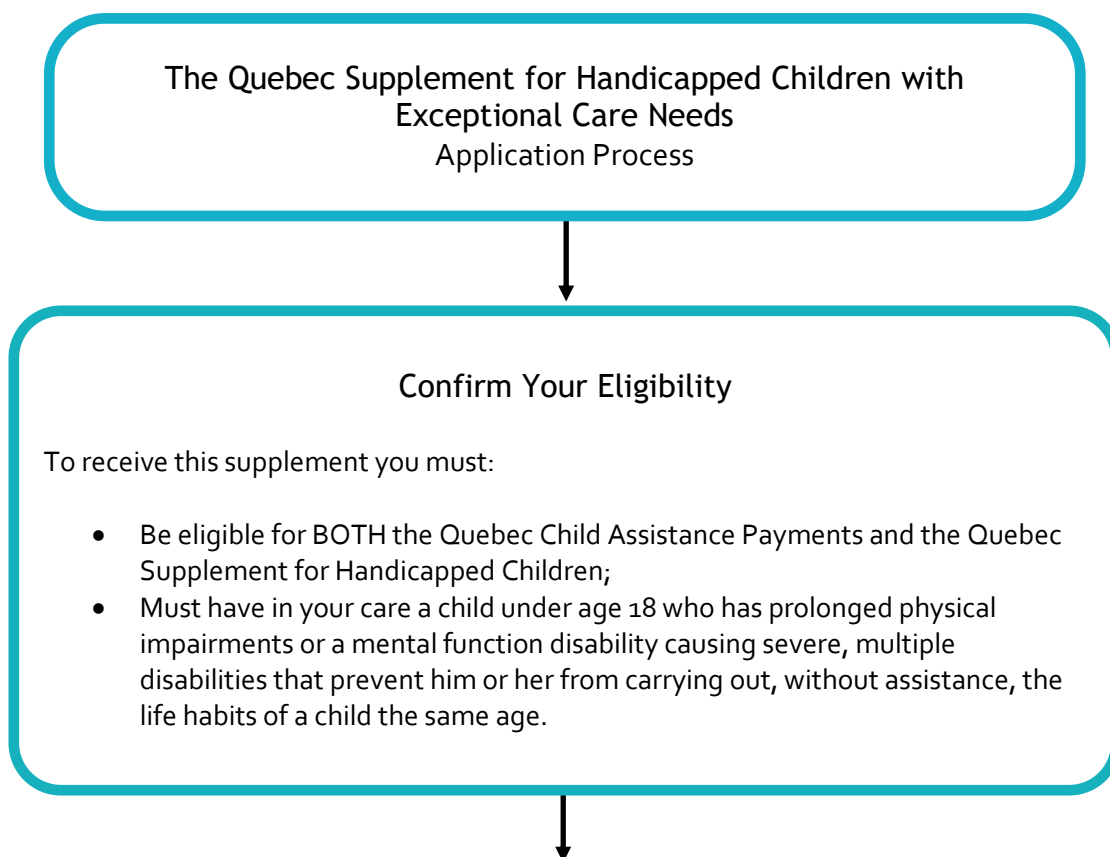 The Quebec Supplement for Handicapped Children with
Exceptional Care Needs
Application Process
Confirm Your Eligibility
To receive this supplement you must:
• Be eligible for BOTH the Quebec Child Assistance Payments and the Quebec
Supplement for Handicapped Children;
• Must have in your care a child under age 18 who has prolonged physical
impairments or a mental function disability causing severe, multiple
disabilities that prevent him or her from carrying out, without assistance, the
life habits of a child the same age.